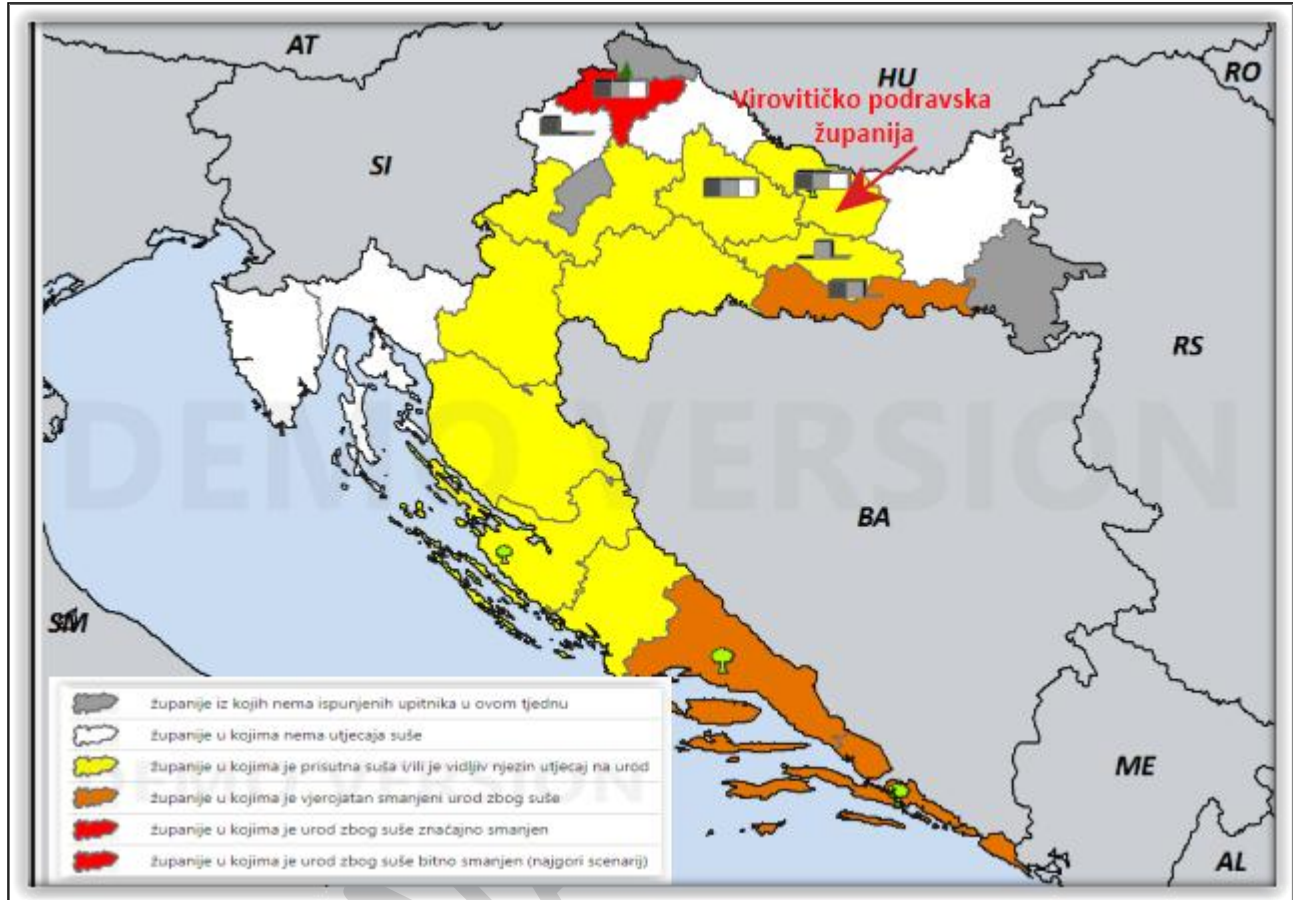 AT
HU
RO
Virovitičko podravska
županija
SI
RS
DEMO VERSION
BA
SM
ME
AL
županije iz kojih nema ispunjenih upitnika u ovom tjednu
županije u kojima nema utjecaja suše
županije u kojima je prisutna suša i/ili je vidljiv njezin utjecaj na urod
županije u kojima je vjerojatan smanjeni urod zbog suše
županije u kojima je urod zbog suše značajno smanjen
županije u kojima je urod zbog suše bitno smanjen (najgori scenarij)
DEMO VERSION